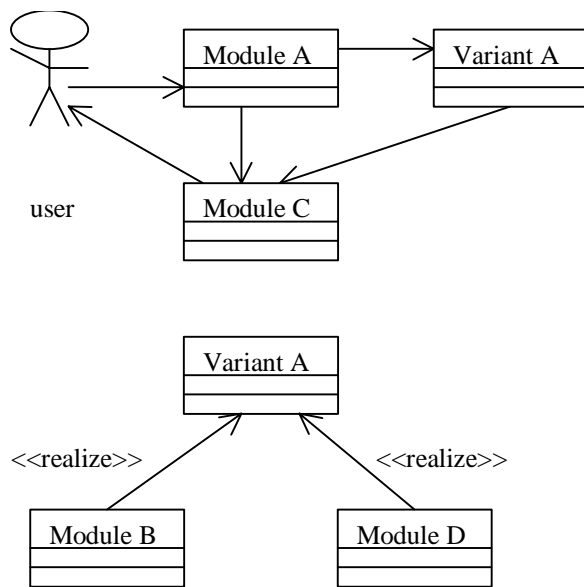 Module A
Variant A
user
Module C
Variant A
<<realize>>
<<realize>>
Module B
Module D